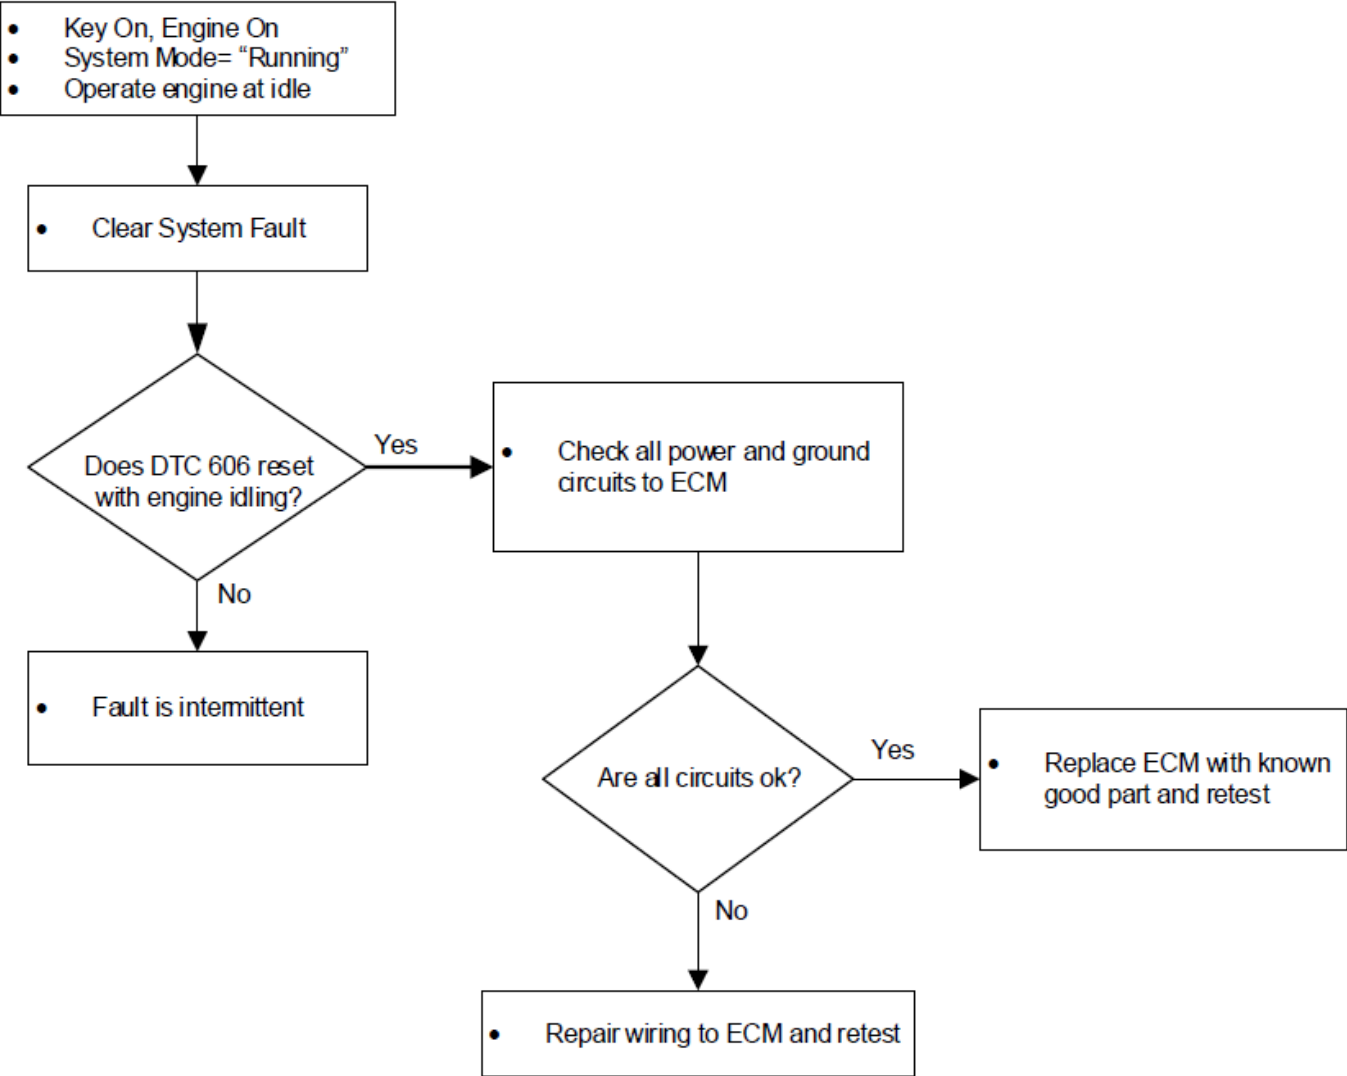 • Key On, Engine On
• System Mode= “Running”
• Operate engine at idle
• Clear System Fault
Does DTC 606 reset
with engine idling?
Yes
• Check all power and ground
circuits to ECM
No
• Fault is intermittent
Are all circuits ok?
Yes
• Replace ECM with known
good part and retest
No
• Repair wiring to ECM and retest